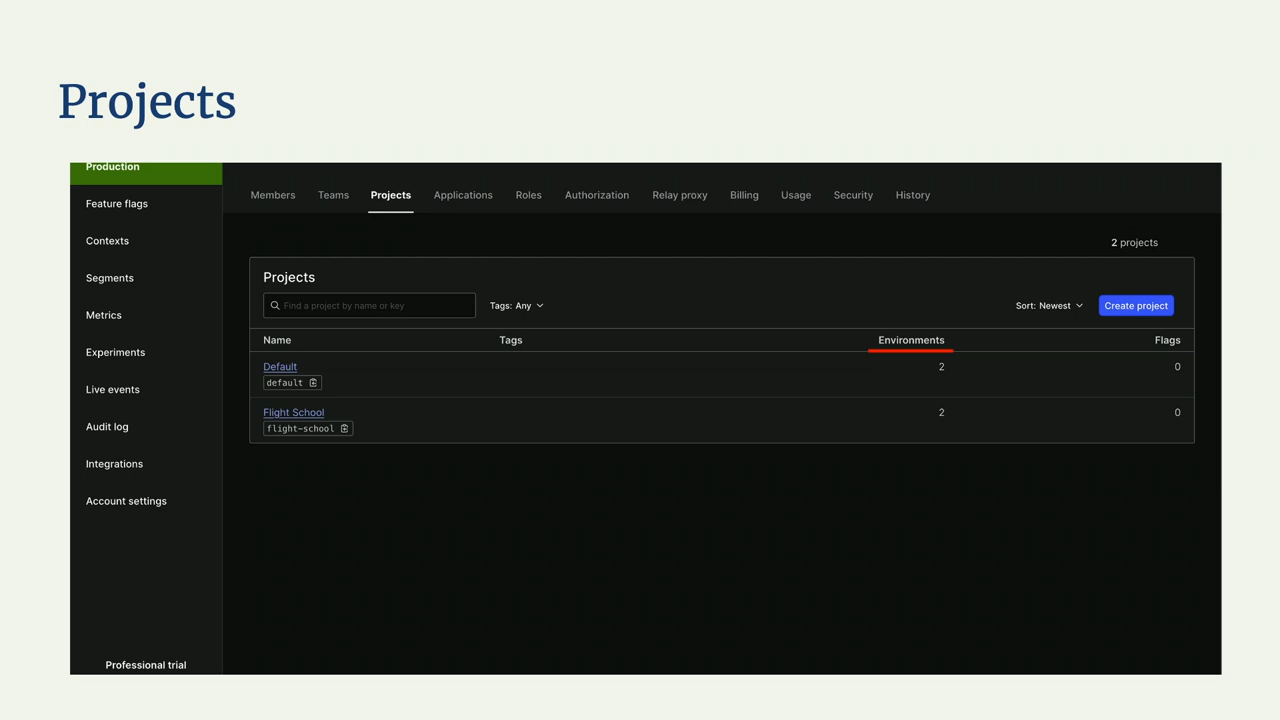 Projects
Production
Feature flags
Contexts
Segments
Metrics
Experiments
Live events
Audit log
Integrations
Account settings
Professional trial
Members Teams Projects Applications Roles Authorization Relay proxy Billing Usage Security History
2 projects
Projects
Find a project by name or key Tags: Any Sort: Newest Create project
Name Tags Environments Flags
Default 2 0
default
Flight School 2 0
flight-school